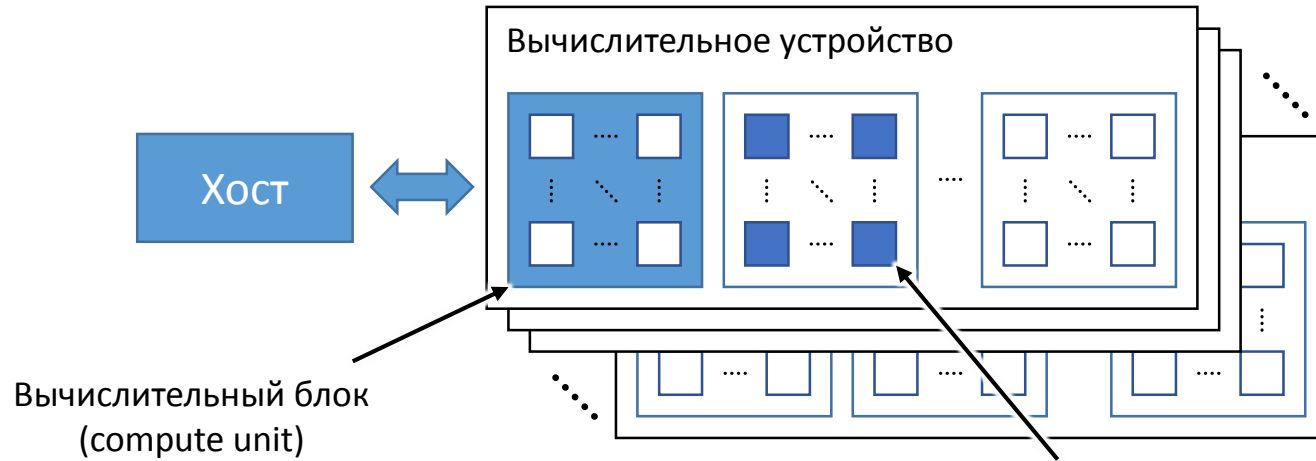 Вычислительное устройство
Хост
Вычислительный блок
(compute unit)